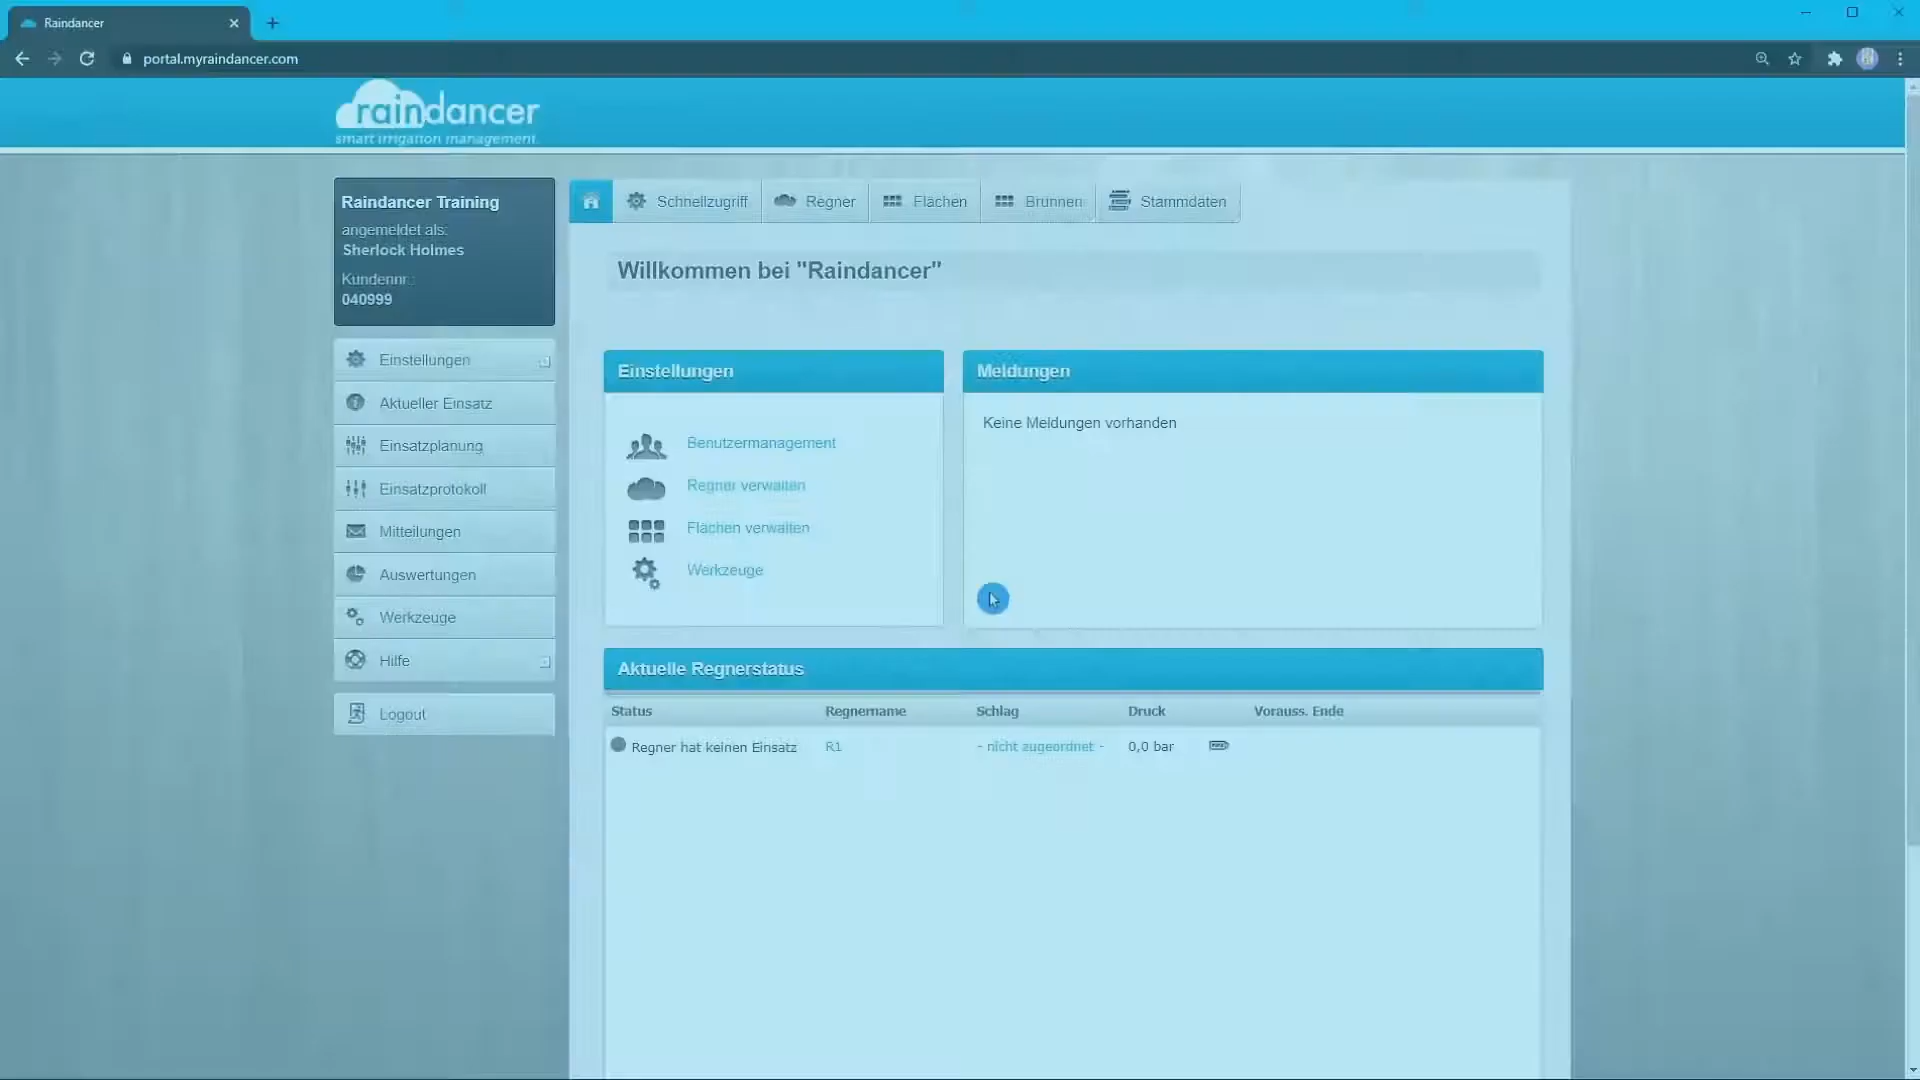 Raindancer
portal.myraindancer.com
raindancer
smart irrigation management.
Raindancer Training
angemeldet als:
Sherlock Holmes
Kundennr.:
040999
Schnellzugriff
Regner
Flächen
Brunnen
Stammdaten
Willkommen bei "Raindancer"
Einstellungen
Aktueller Einsatz
Einsatzplanung
Einsatzprotokoll
Mitteilungen
Auswertungen
Werkzeuge
Hilfe
Logout
Einstellungen
Benutzermanagement
Regner verwalten
Flächen verwalten
Werkzeuge
Meldungen
Keine Meldungen vorhanden
Aktuelle Regnerstatus
Status Regnername Schlag Druck Vorauss. Ende
Regner hat keinen Einsatz R1 - nicht zugeordnet - 0,0 bar